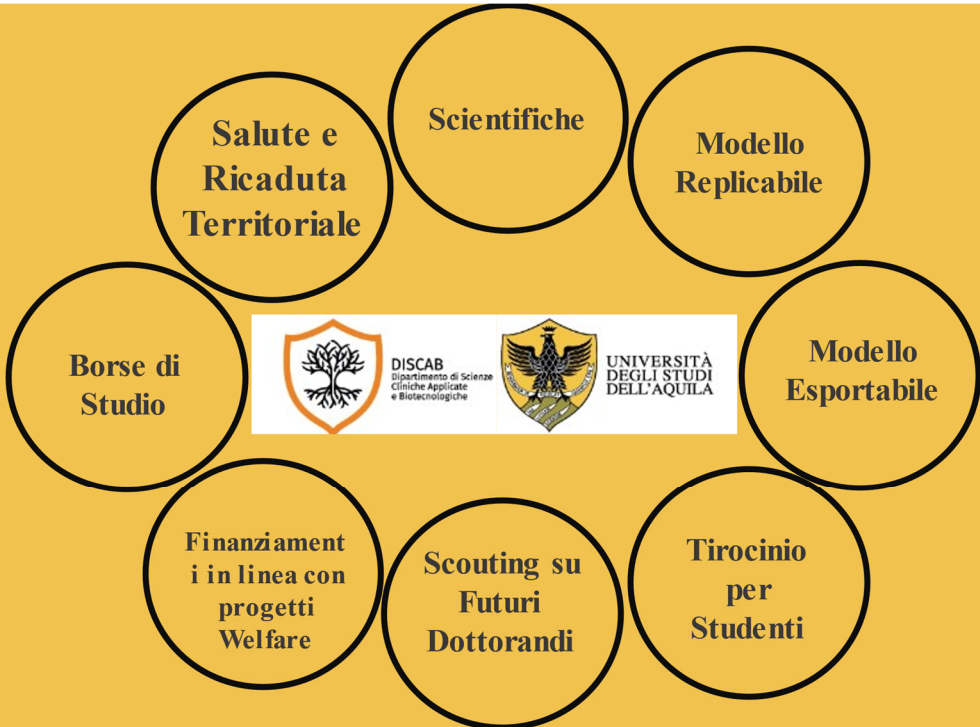 Scientifiche
Modello
Replicabile
Modello
Esportabile
Tirocinio
per
Studenti
Scouting su
Futuri
Dottorandi
Finanziament
i in linea con
progetti
Welfare
Borse di
Studio
Salute e
Ricaduta
Territoriale
DISCAB
Dipartimento di Scienze
Cliniche Applicate
e Biotecnologiche
UNIVERSITÀ
DEGLI STUDI
DELL'AQUILA